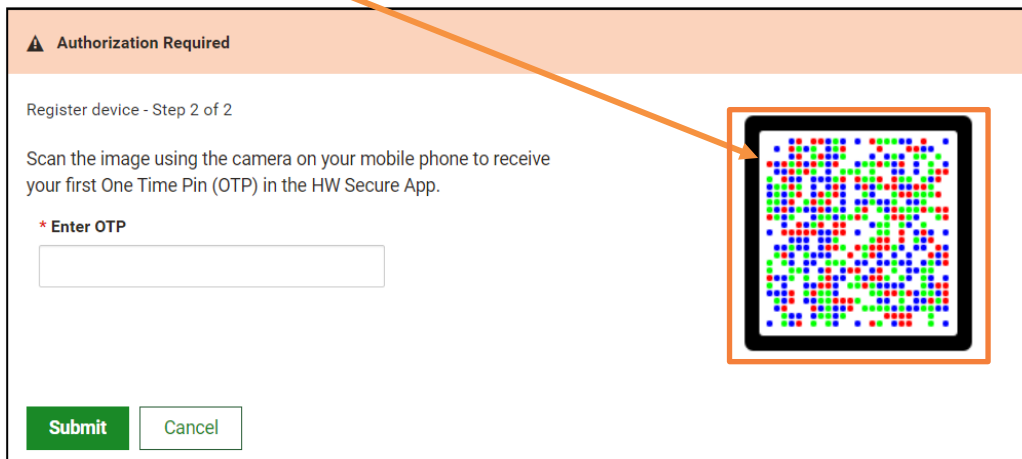 Authorization Required
Register device - Step 2 of 2
Scan the image using the camera on your mobile phone to receive
your first One Time Pin (OTP) in the HW Secure App.
* Enter OTP
Submit
Cancel